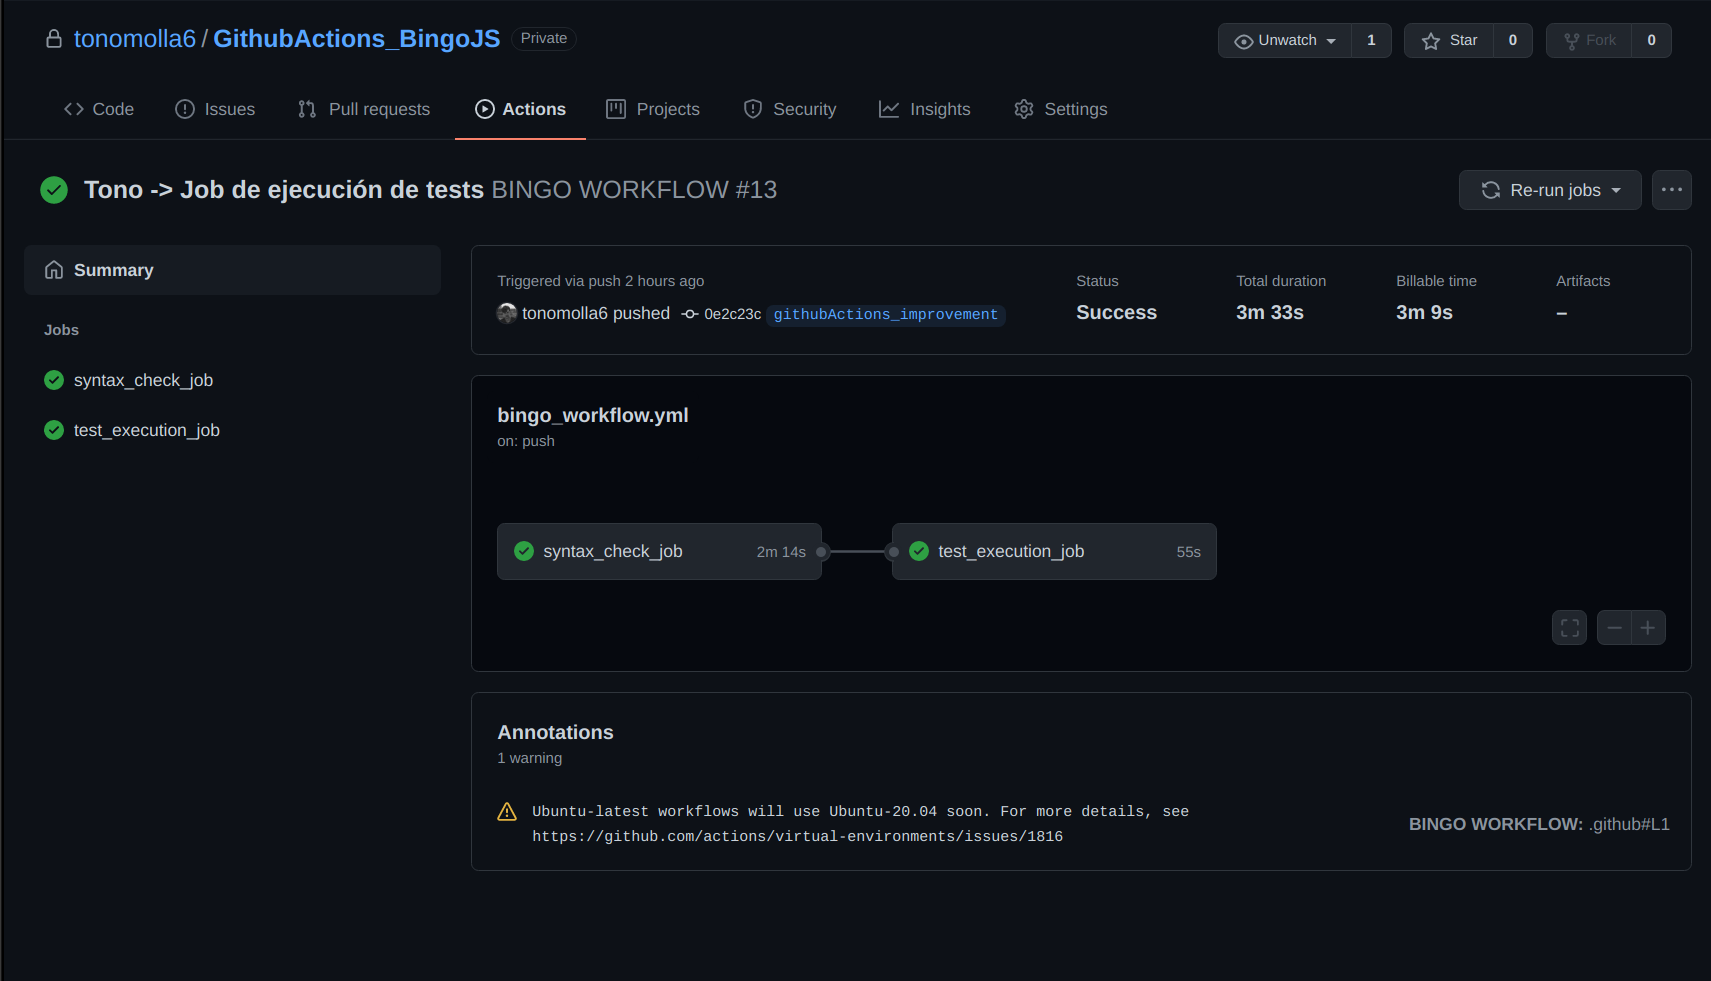 tonomolla6 / GithubActions_BingoJS Private
Unwatch 1 Star 0 Fork 0
Code Issues Pull requests Actions Projects Security Insights Settings
Tono -> Job de ejecución de tests BINGO WORKFLOW #13
Re-run jobs
Summary
Jobs
syntax_check_job
test_execution_job
Triggered via push 2 hours ago
tonomolla6 pushed 0e2c23c githubActions_improvement
Status
Success
Total duration
3m 33s
Billable time
3m 9s
Artifacts
–
bingo_workflow.yml
on: push
syntax_check_job 2m 14s
test_execution_job 55s
Annotations
1 warning
Ubuntu-latest workflows will use Ubuntu-20.04 soon. For more details, see
https://github.com/actions/virtual-environments/issues/1816
BINGO WORKFLOW: .github#L1